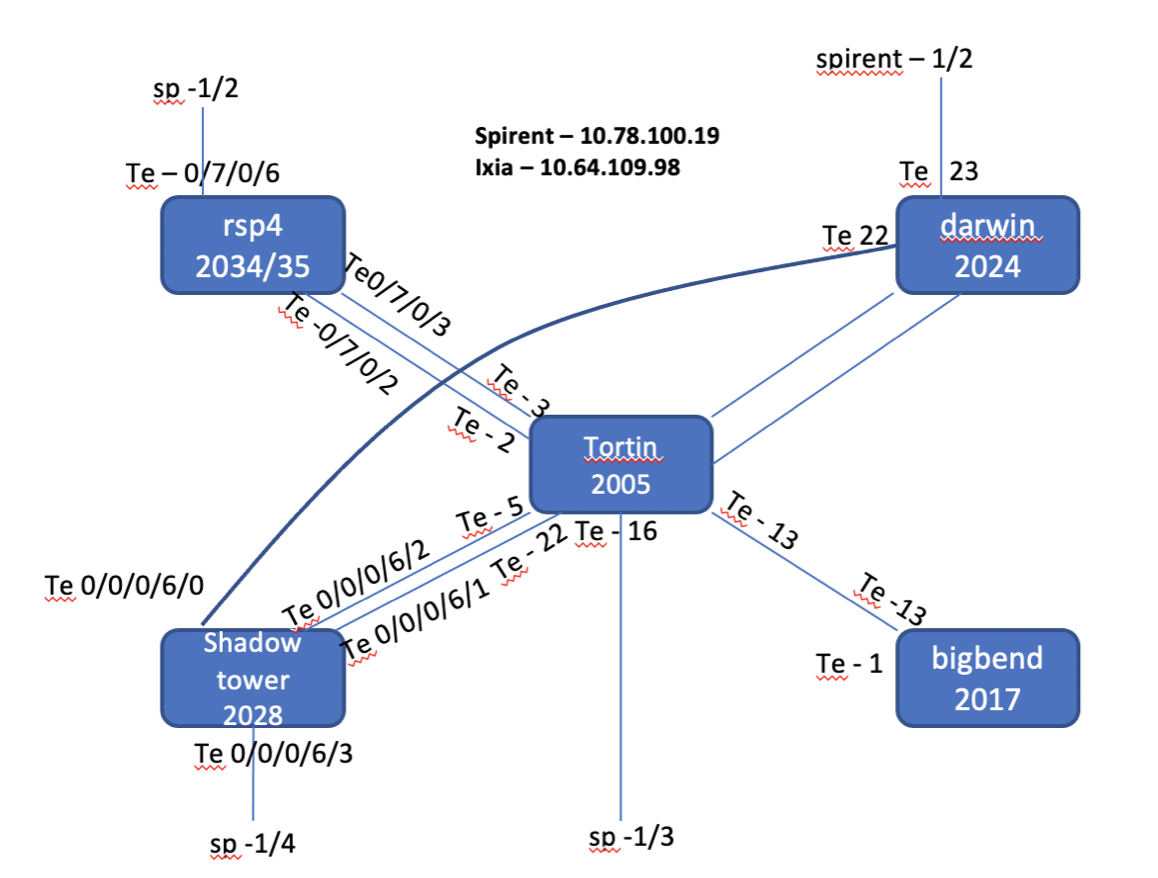 spirent – 1/2
sp -1/2
Spirent – 10.78.100.19
Ixia – 10.64.109.98
Te – 0/7/0/6
Te 23
rsp4
2034/35
Te 22
darwin
2024
Te0/7/0/3
Te -0/7/0/2
Te - 3
Te - 2
Tortin
2005
Te - 5
Te - 22
Te - 16
Te - 13
Te 0/0/0/6/2
Te 0/0/0/6/1
Te 0/0/0/6/0
Te -13
Shadow
tower
2028
Te - 1
bigbend
2017
Te 0/0/0/6/3
sp -1/4
sp -1/3